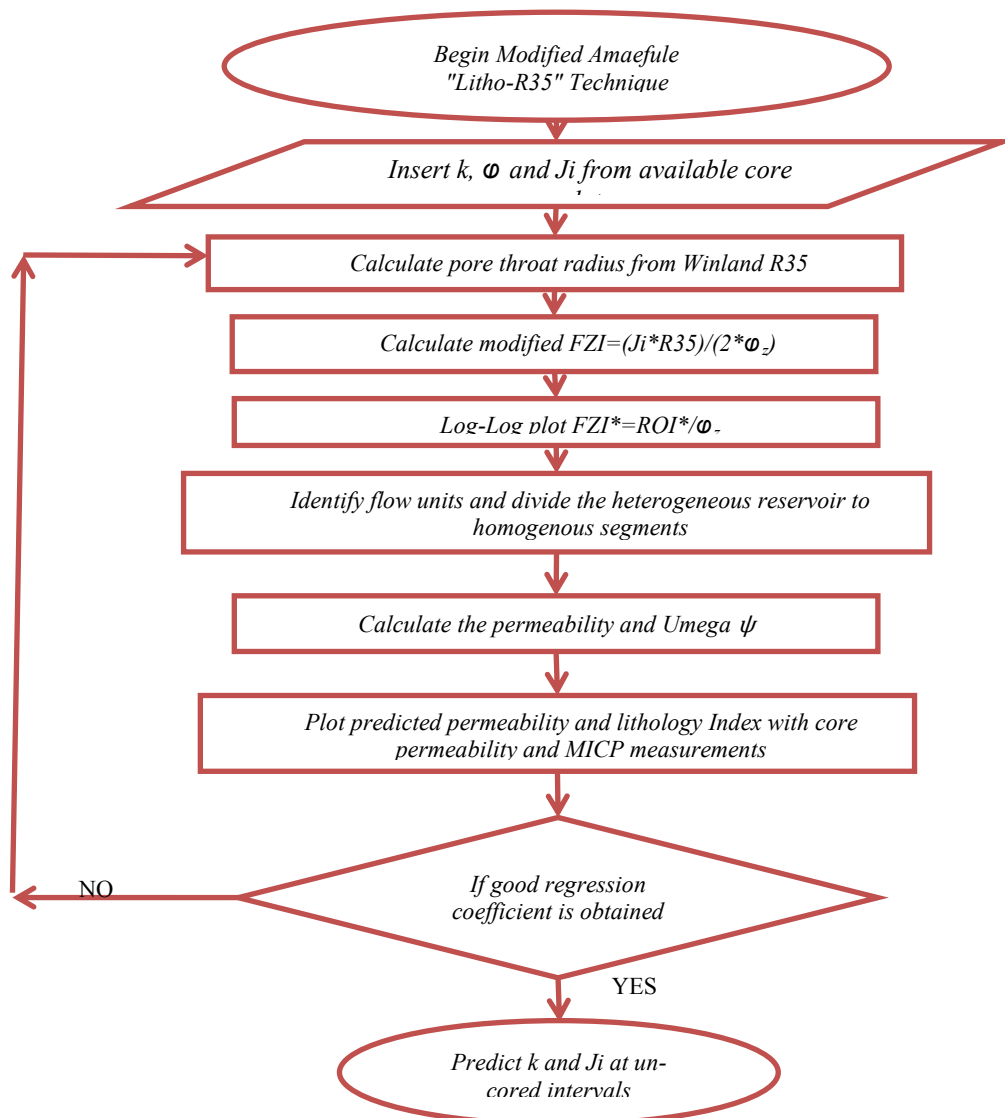 Begin Modified Amaefule
"Litho-R35" Technique
Insert k, φ and Ji from available core
Calculate pore throat radius from Winland R35
Calculate modified FZI=(Ji*R35)/(2*φz)
Log-Log plot FZI*=ROI*/φz
Identify flow units and divide the heterogeneous reservoir to
homogenous segments
Calculate the permeability and Umega ψ
Plot predicted permeability and lithology Index with core
permeability and MICP measurements
If good regression
coefficient is obtained
NO
YES
Predict k and Ji at un-
cored intervals